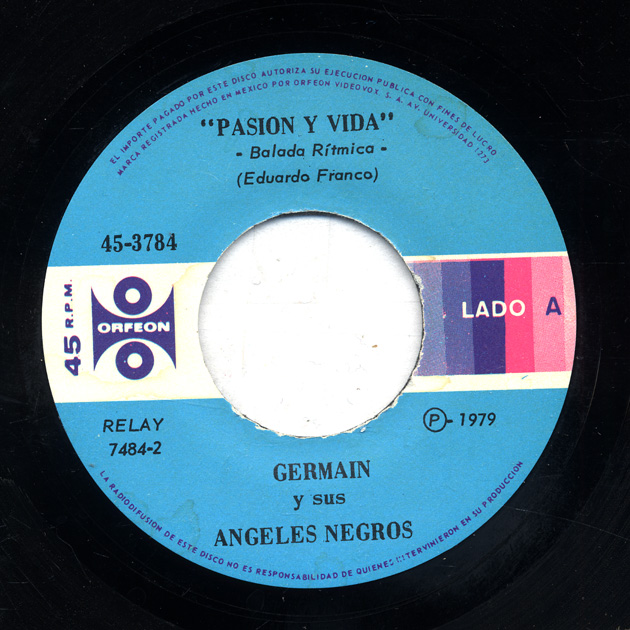 EL IMPORTE PAGADO POR ESTE DISCO AUTORIZA SU EJECUCION PUBLICA CON FINES DE LUCRO
MARCA REGISTRADA HECHO EN MEXICO POR ORFEON VIDEOVOX, S. A. AV. UNIVERSIDAD 1273
"PASION Y VIDA"
- Balada Rítmica -
(Eduardo Franco)
45-3784
45 R.P.M.
ORFEON
LADO A
RELAY
7484-2
Ⓟ- 1979
GERMAIN
y sus
ANGELES NEGROS
LA RADIODIFUSION DE ESTE DISCO NO ES RESPONSABILIDAD DE QUIENES INTERVINIERON EN SU PRODUCCION